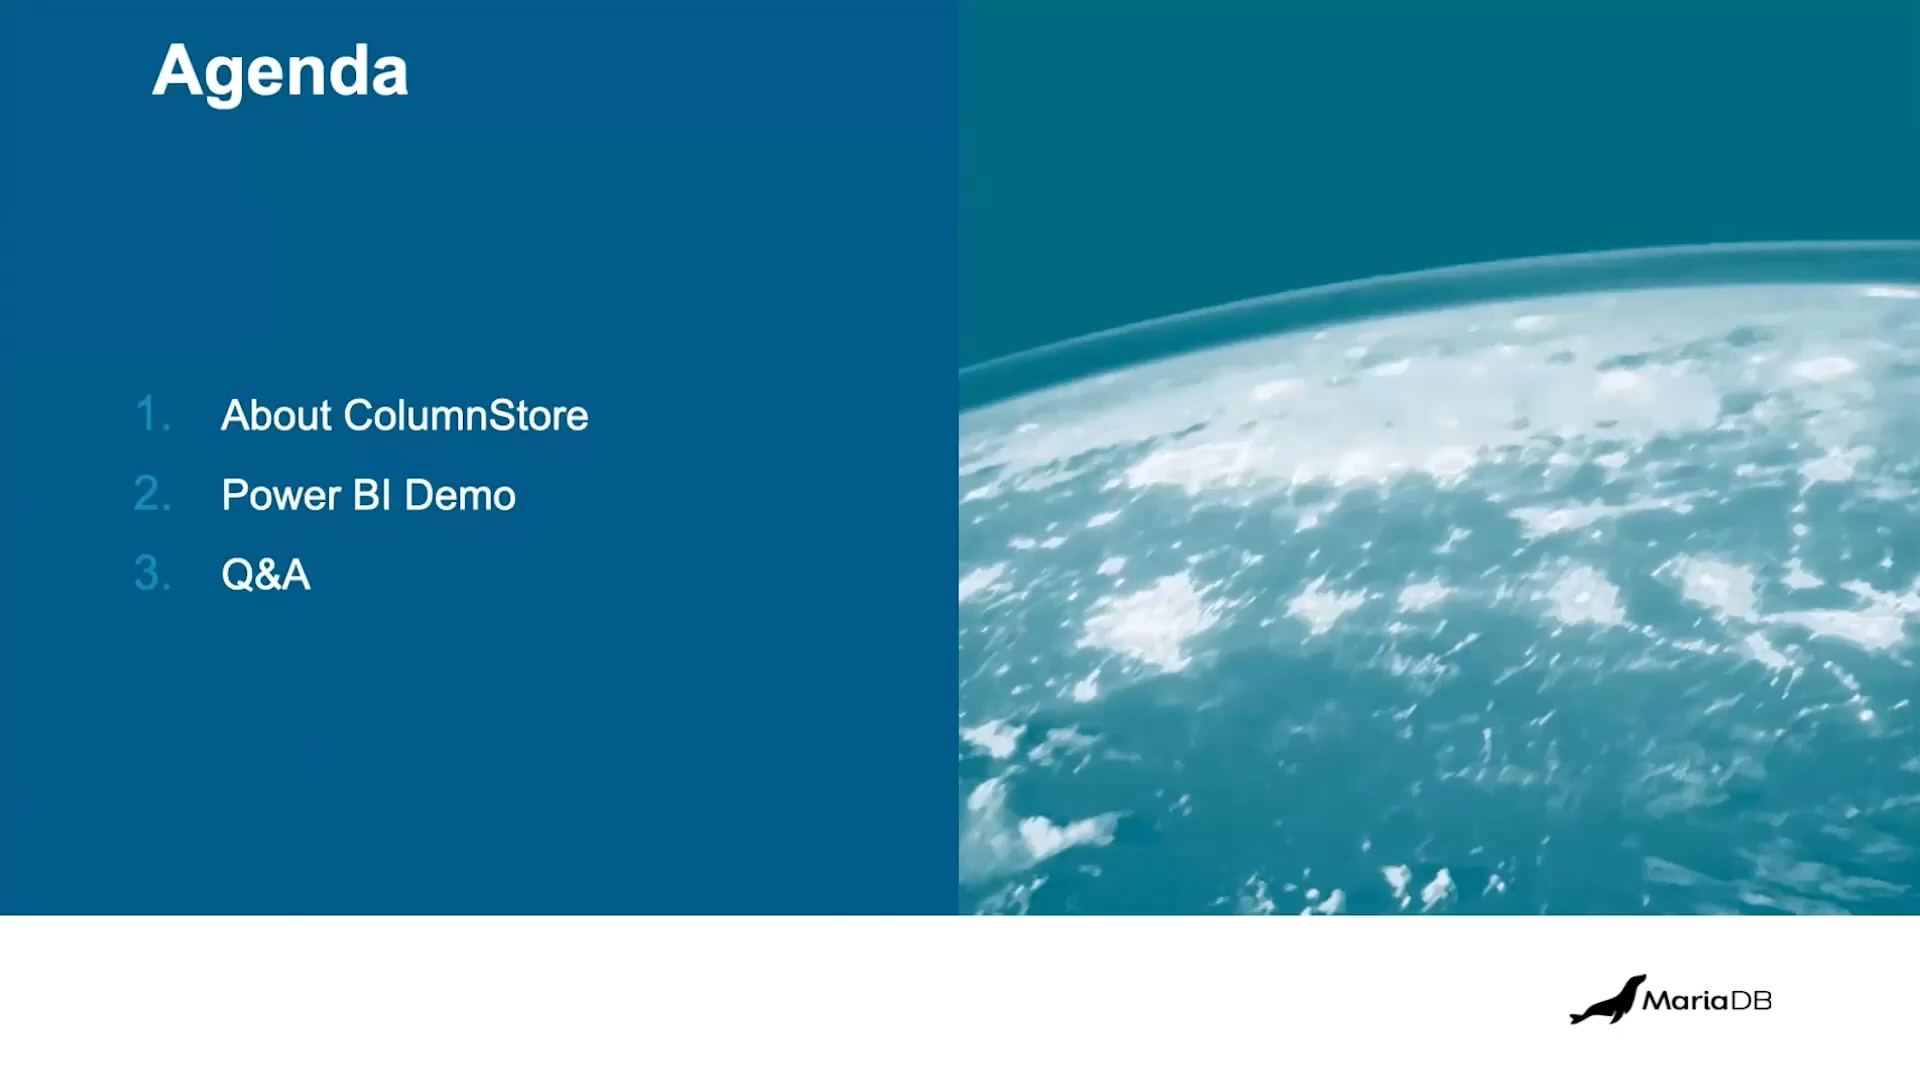 Agenda
1. About ColumnStore
2. Power BI Demo
3. Q&A
MariaDB